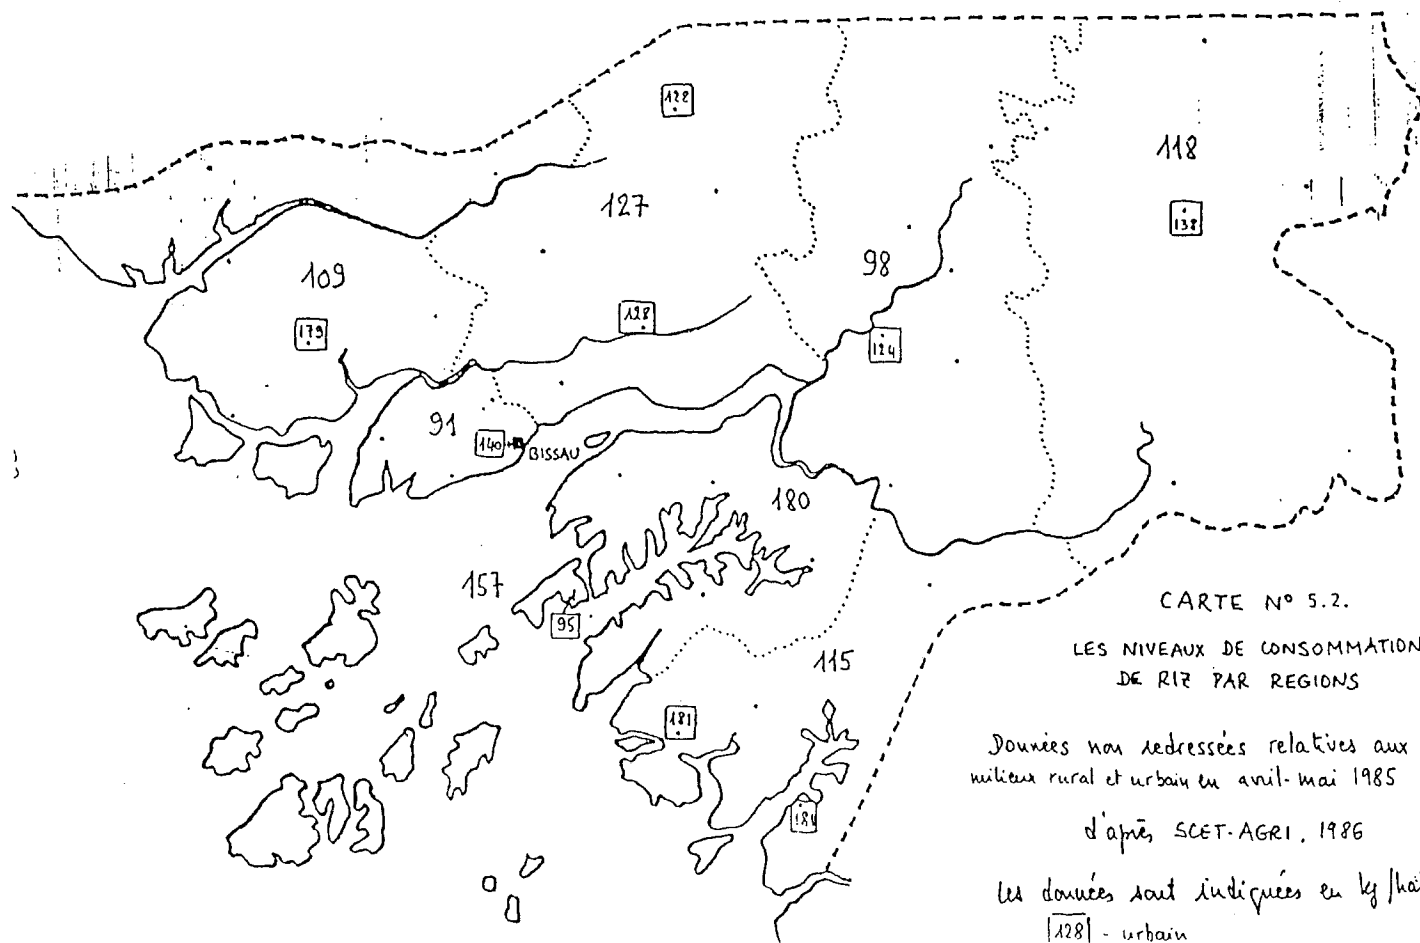 128
118
127
138
98
109
128
179
124
91
140
BISSAU
180
157
95
115
181
181
CARTE N° 5.2.
LES NIVEAUX DE CONSOMMATION
DE RIZ PAR REGIONS
Données non redressées relatives aux
milieux rural et urbain en avril-mai 1985
d'après SCET-AGRI, 1986
les données sont indiquées en kg/ha
128 - urbain